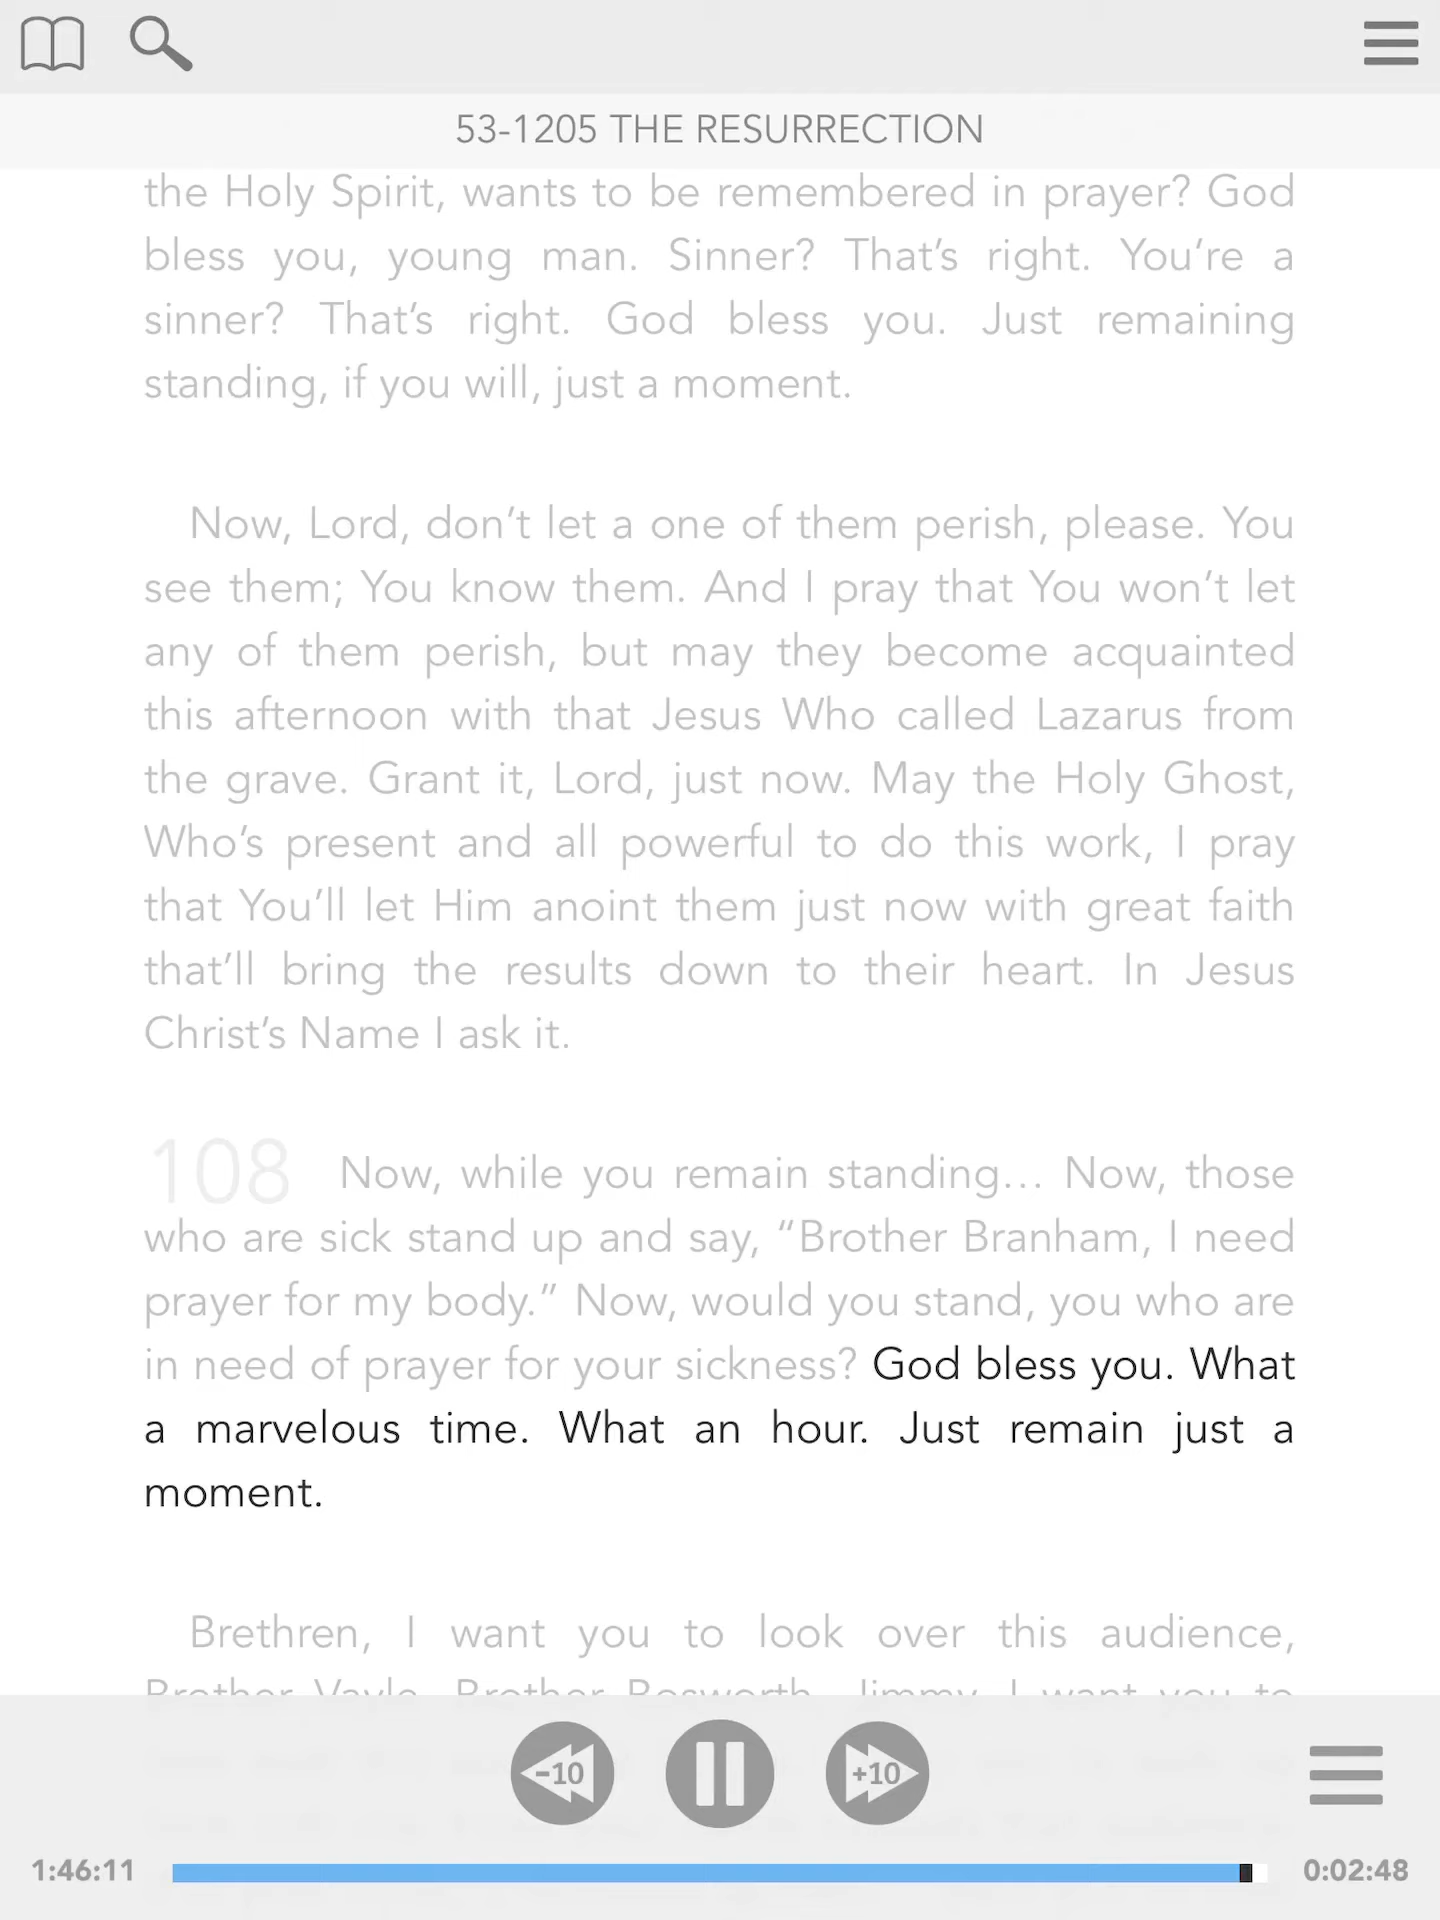 53-1205 THE RESURRECTION
the Holy Spirit, wants to be remembered in prayer? God
bless you, young man. Sinner? That’s right. You’re a
sinner? That’s right. God bless you. Just remaining
standing, if you will, just a moment.
Now, Lord, don’t let a one of them perish, please. You
see them; You know them. And I pray that You won’t let
any of them perish, but may they become acquainted
this afternoon with that Jesus Who called Lazarus from
the grave. Grant it, Lord, just now. May the Holy Ghost,
Who’s present and all powerful to do this work, I pray
that You’ll let Him anoint them just now with great faith
that’ll bring the results down to their heart. In Jesus
Christ’s Name I ask it.
108 Now, while you remain standing… Now, those
who are sick stand up and say, “Brother Branham, I need
prayer for my body.” Now, would you stand, you who are
in need of prayer for your sickness? God bless you. What
a marvelous time. What an hour. Just remain just a
moment.
Brethren, I want you to look over this audience,
Brother Vayle, Brother Bosworth, Jimmy, I want you to
-10 +10
1:46:11 0:02:48